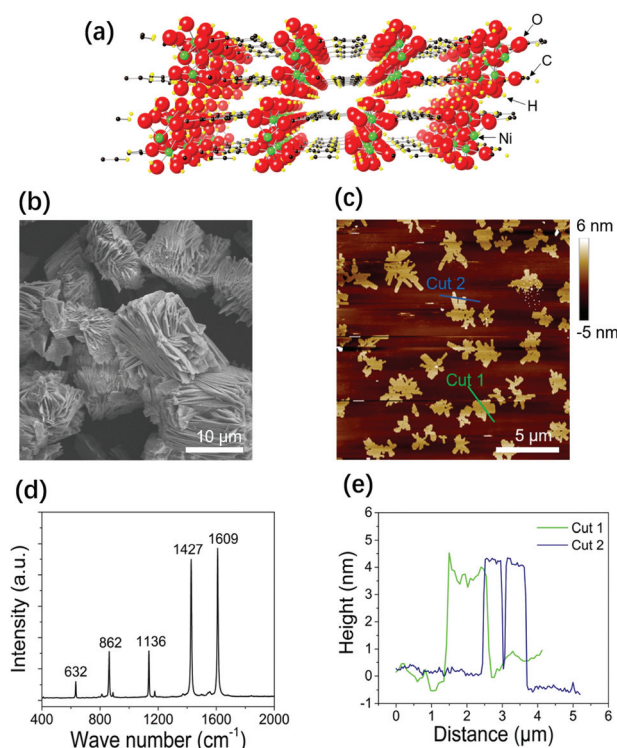 (a)
O
C
H
Ni
(b)
10 µm
(c)
Cut 2
Cut 1
5 µm
6 nm
-5 nm
(d)
Intensity (a.u.)
632
862
1136
1427
1609
400 800 1200 1600 2000
Wave number (cm⁻¹)
(e)
Height (nm)
6
5
4
3
2
1
0
-1
Cut 1
Cut 2
0 1 2 3 4 5
Distance (µm)